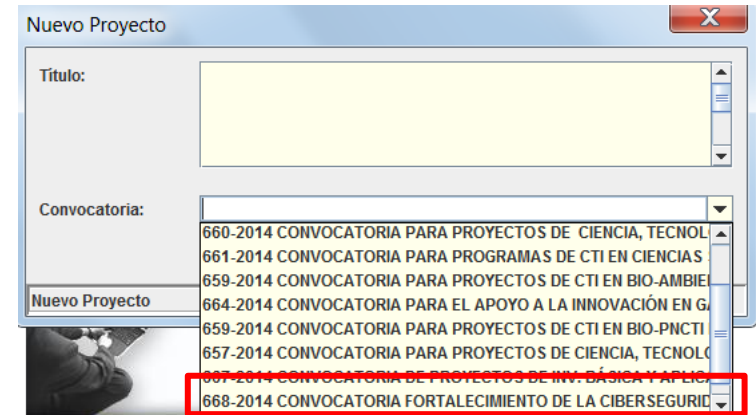 Nuevo Proyecto
Título:
Convocatoria:
660-2014 CONVOCATORIA PARA PROYECTOS DE CIENCIA, TECNOL
661-2014 CONVOCATORIA PARA PROGRAMAS DE CTI EN CIENCIAS
659-2014 CONVOCATORIA PARA PROYECTOS DE CTI EN BIO-AMBIE
664-2014 CONVOCATORIA PARA EL APOYO A LA INNOVACIÓN EN GA
659-2014 CONVOCATORIA PARA PROYECTOS DE CTI EN BIO-PNCTI
657-2014 CONVOCATORIA PARA PROYECTOS DE CIENCIA, TECNOLO
667-2014 CONVOCATORIA DE PROYECTOS DE INV. BÁSICA Y APLICA
668-2014 CONVOCATORIA FORTALECIMIENTO DE LA CIBERSEGURID
Nuevo Proyecto